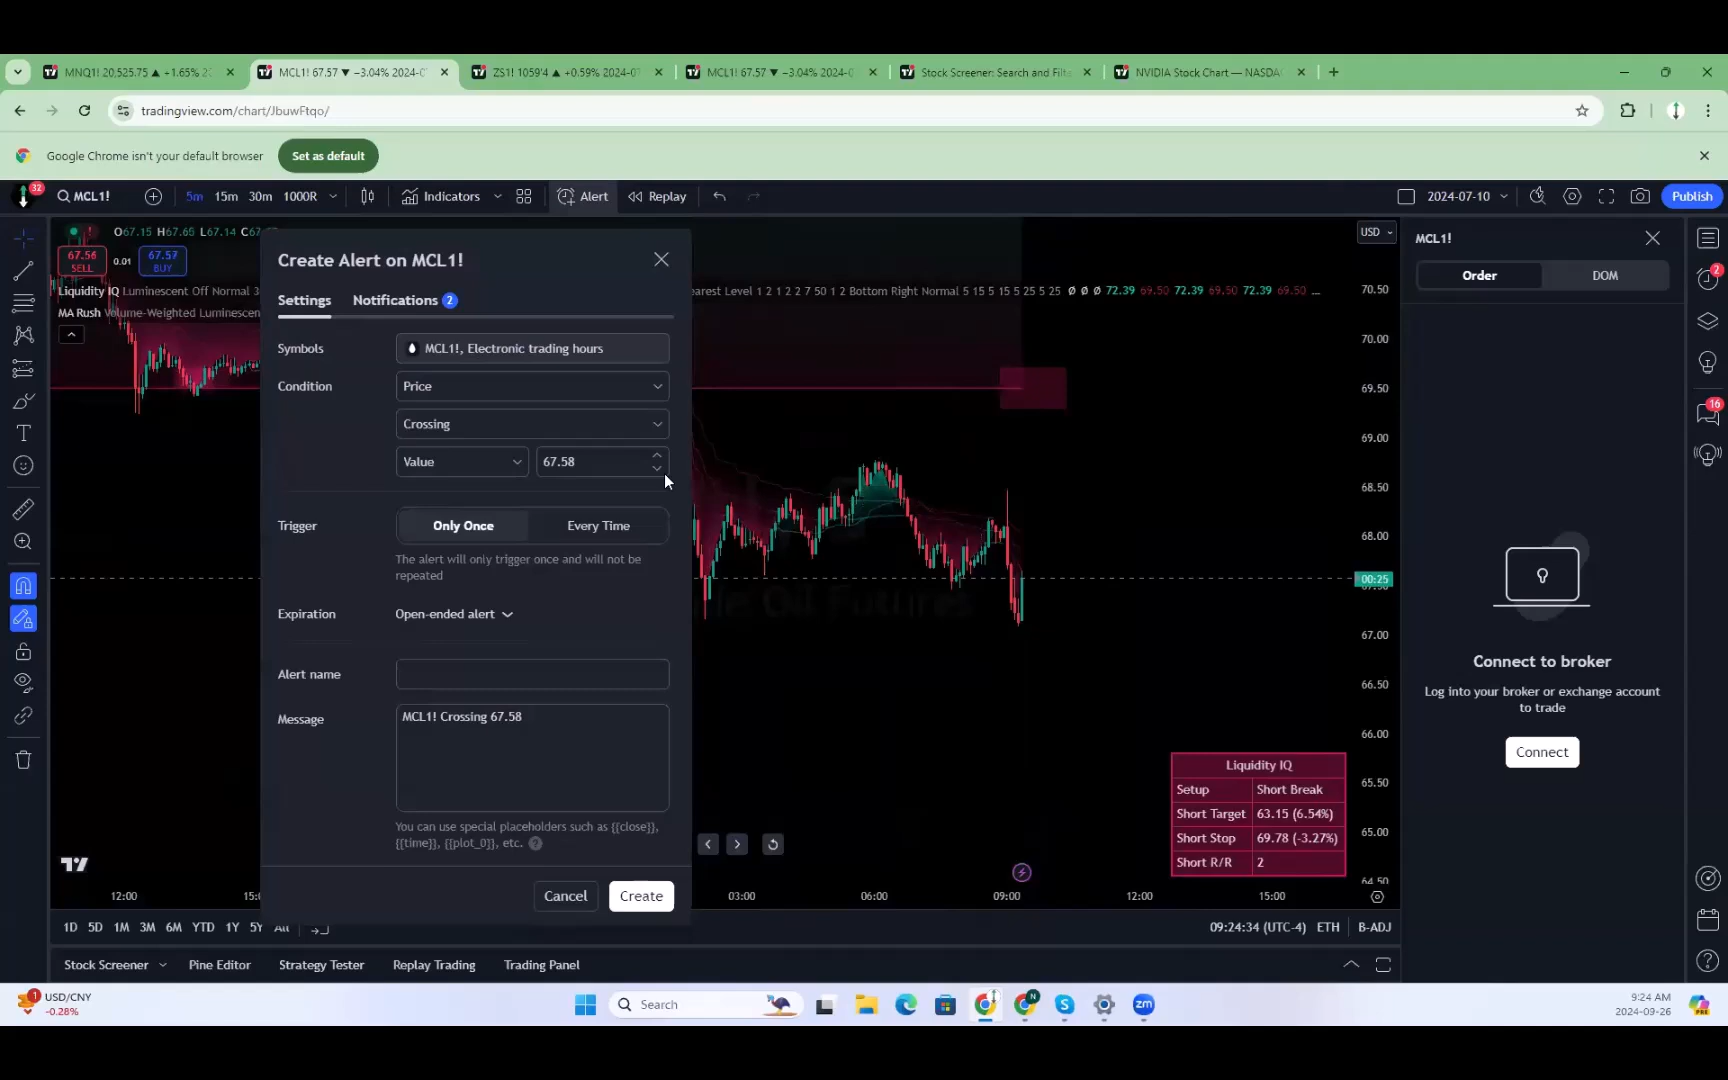 MNQ1! 20,525.75 ▲ +1.65%
MCL1! 67.57 ▼ −3.04% 2024-0
ZS1! 1059'4 ▲ +0.59% 2024-0
MCL1! 67.57 ▼ −3.04% 2024-0
Stock Screener: Search and Filt
NVIDIA Stock Chart — NASDA
tradingview.com/chart/JbuwFtqo/
Google Chrome isn't your default browser
Set as default
32
MCL1!
5m
15m
30m
1000R
Indicators
Alert
Replay
2024-07-10
Publish
O67.15 H67.65 L67.14
67.56
SELL
0.01
67.57
BUY
Liquidity IQ Luminescent Off Normal
earest Level 1 2 1 2 2 7 50 1 2 Bottom Right Normal 5 15 5 15 5 25 5 25 Ø Ø Ø 72.39 69.50 72.39 69.50 72.39 69.50 ...
MA Rush Volume-Weighted Luminescen
Create Alert on MCL1!
Settings
Notifications 2
Symbols
MCL1!, Electronic trading hours
Condition
Price
Crossing
Value
67.58
Trigger
Only Once
Every Time
The alert will only trigger once and will not be
repeated
Expiration
Open-ended alert
Alert name
Message
MCL1! Crossing 67.58
You can use special placeholders such as {{close}},
{{time}}, {{plot_0}}, etc.
Cancel
Create
USD
70.50
70.00
69.50
69.00
68.50
68.00
00:25
67.00
66.50
66.00
65.50
65.00
64.50
Oil Futures
Liquidity IQ
Setup Short Break
Short Target 63.15 (6.54%)
Short Stop 69.78 (-3.27%)
Short R/R 2
12:00
15:0
03:00
06:00
09:00
12:00
15:00
1D 5D 1M 3M 6M YTD 1Y 5Y All
09:24:34 (UTC-4)
ETH
B-ADJ
Stock Screener
Pine Editor
Strategy Tester
Replay Trading
Trading Panel
MCL1!
Order
DOM
Connect to broker
Log into your broker or exchange account
to trade
Connect
2
16
1
USD/CNY
-0.28%
Search
N
zm
PRE
9:24 AM
2024-09-26